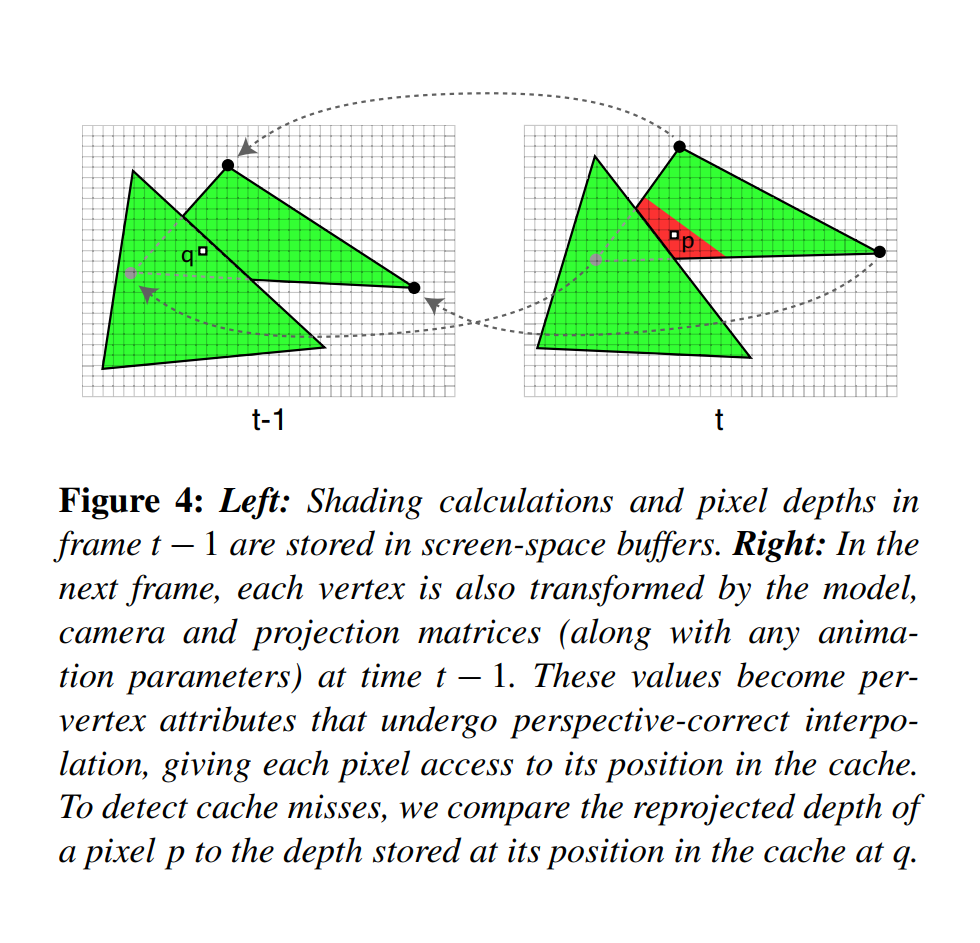 q
p
t-1
t
Figure 4: Left: Shading calculations and pixel depths in
frame t − 1 are stored in screen-space buffers. Right: In the
next frame, each vertex is also transformed by the model,
camera and projection matrices (along with any anima-
tion parameters) at time t − 1. These values become per-
vertex attributes that undergo perspective-correct interpo-
lation, giving each pixel access to its position in the cache.
To detect cache misses, we compare the reprojected depth of
a pixel p to the depth stored at its position in the cache at q.